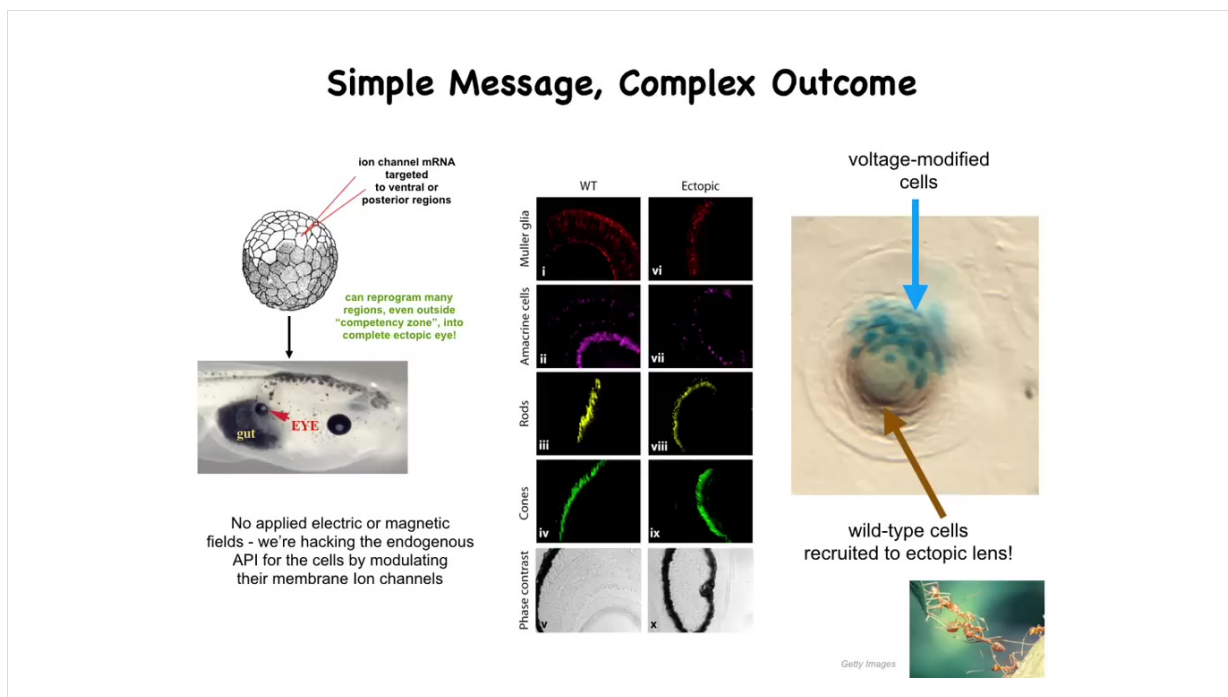 Simple Message, Complex Outcome
ion channel mRNA
targeted
to ventral or
posterior regions
can reprogram many
regions, even outside
“competency zone”, into
complete ectopic eye!
gut
EYE
No applied electric or magnetic
fields - we’re hacking the endogenous
API for the cells by modulating
their membrane Ion channels
WT
Ectopic
Muller glia
i
vi
Amacrine cells
ii
vii
Rods
iii
viii
Cones
iv
ix
Phase contrast
v
x
voltage-modified
cells
wild-type cells
recruited to ectopic lens!
Getty Images